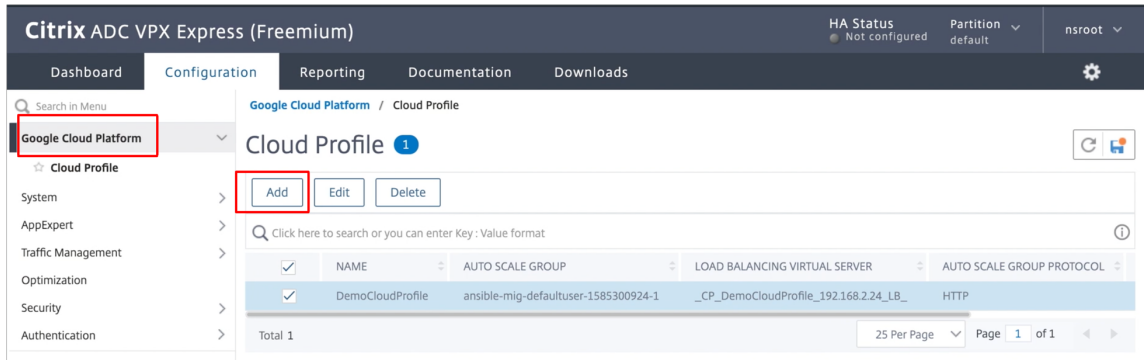 Citrix ADC VPX Express (Freemium)
HA Status
Not configured
Partition
default
nsroot
Dashboard Configuration Reporting Documentation Downloads
Search in Menu
Google Cloud Platform
Cloud Profile
System
AppExpert
Traffic Management
Optimization
Security
Authentication
Google Cloud Platform / Cloud Profile
Cloud Profile 1
Add Edit Delete
Click here to search or you can enter Key : Value format
NAME AUTO SCALE GROUP LOAD BALANCING VIRTUAL SERVER AUTO SCALE GROUP PROTOCOL
DemoCloudProfile ansible-mig-defaultuser-1585300924-1 _CP_DemoCloudProfile_192.168.2.24_LB_ HTTP
Total 1 25 Per Page Page 1 of 1